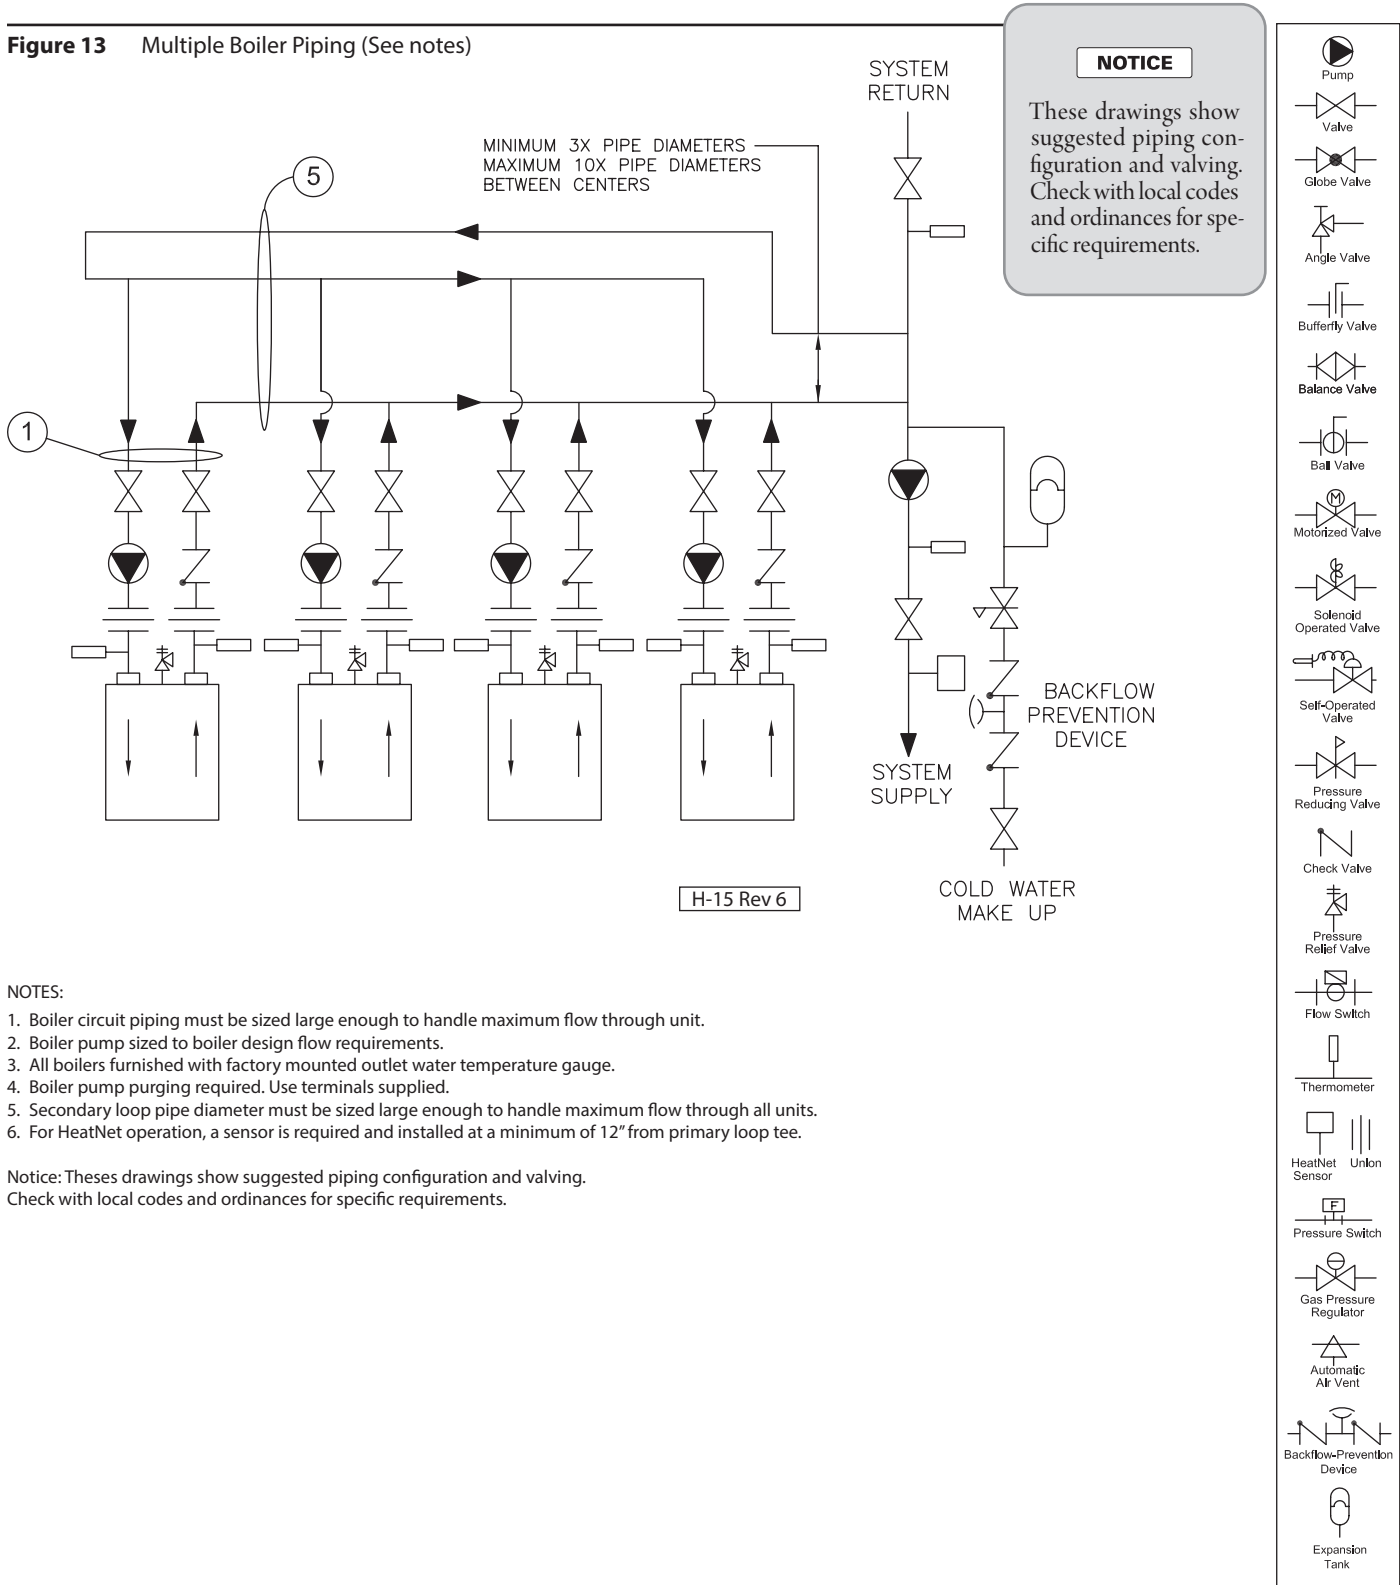 Figure 13 Multiple Boiler Piping (See notes)
SYSTEM
RETURN
MINIMUM 3X PIPE DIAMETERS
MAXIMUM 10X PIPE DIAMETERS
BETWEEN CENTERS
5
1
NOTICE
These drawings show
suggested piping con-
figuration and valving.
Check with local codes
and ordinances for spe-
cific requirements.
BACKFLOW
PREVENTION
DEVICE
SYSTEM
SUPPLY
COLD WATER
MAKE UP
H-15 Rev 6
NOTES:
1. Boiler circuit piping must be sized large enough to handle maximum flow through unit.
2. Boiler pump sized to boiler design flow requirements.
3. All boilers furnished with factory mounted outlet water temperature gauge.
4. Boiler pump purging required. Use terminals supplied.
5. Secondary loop pipe diameter must be sized large enough to handle maximum flow through all units.
6. For HeatNet operation, a sensor is required and installed at a minimum of 12" from primary loop tee.
Notice: Theses drawings show suggested piping configuration and valving.
Check with local codes and ordinances for specific requirements.
Pump
Valve
Globe Valve
Angle Valve
Bufferfly Valve
Balance Valve
Ball Valve
M
Motorized Valve
Solenoid
Operated Valve
Self-Operated
Valve
Pressure
Reducing Valve
Check Valve
Pressure
Relief Valve
Flow Switch
Thermometer
HeatNet
Sensor
Union
F
Pressure Switch
Gas Pressure
Regulator
Automatic
Air Vent
Backflow-Prevention
Device
Expansion
Tank